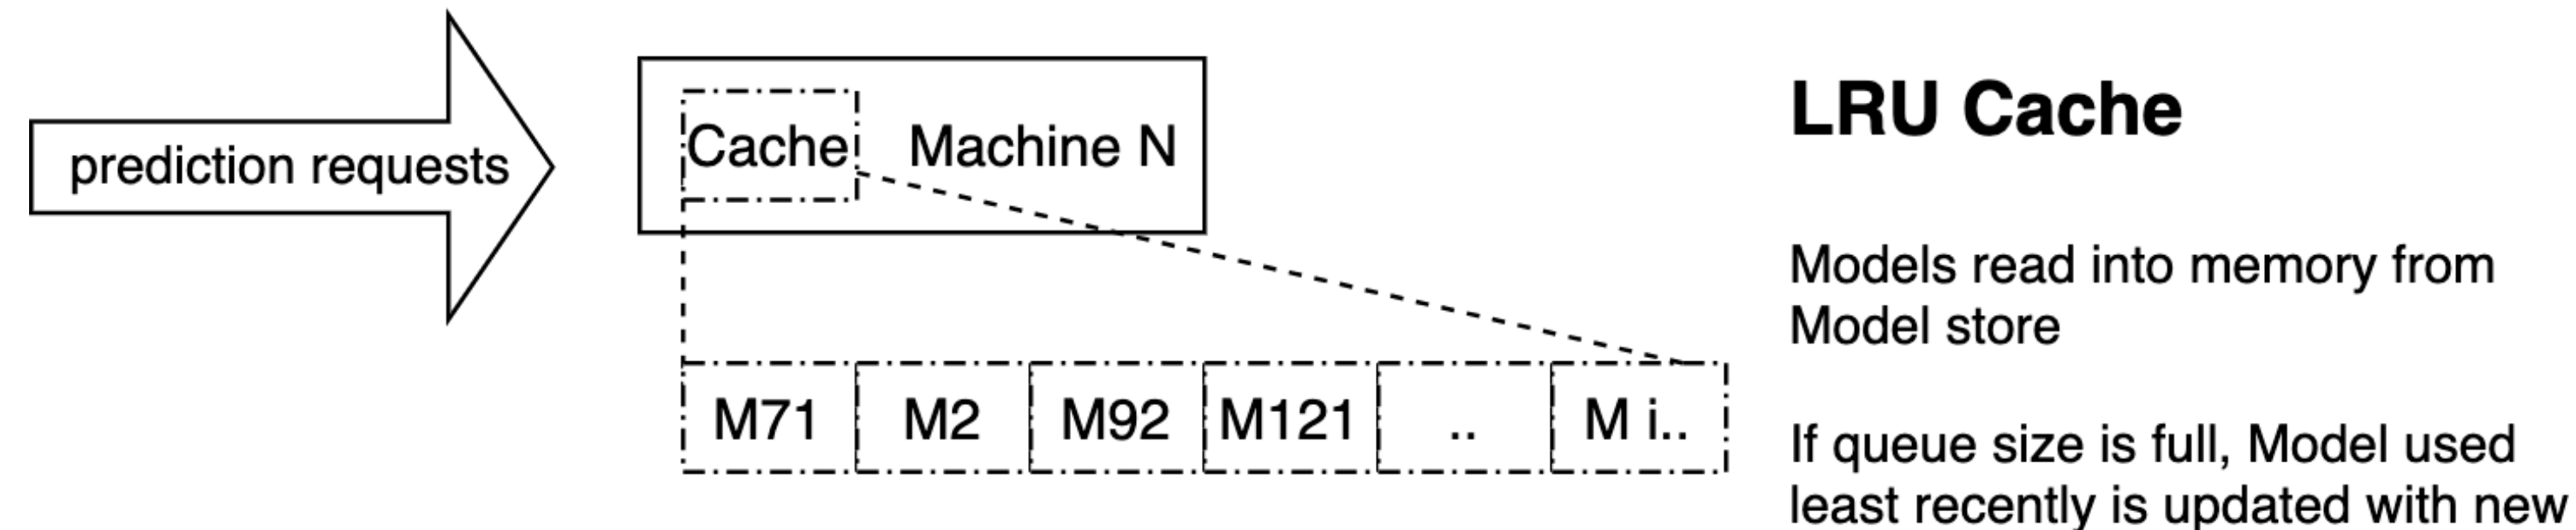 prediction requests
Cache
Machine N
M71
M2
M92
M121
..
M i..
LRU Cache
Models read into memory from
Model store
If queue size is full, Model used
least recently is updated with new